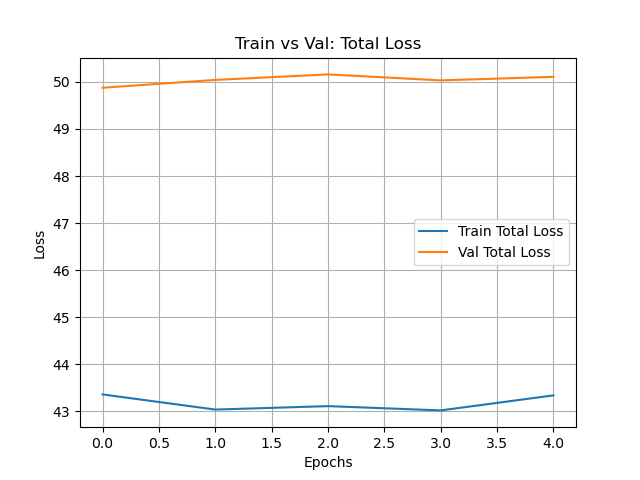 Train vs Val: Total Loss
50
49
48
47
46
45
44
43
Loss
Train Total Loss
Val Total Loss
0.0 0.5 1.0 1.5 2.0 2.5 3.0 3.5 4.0
Epochs